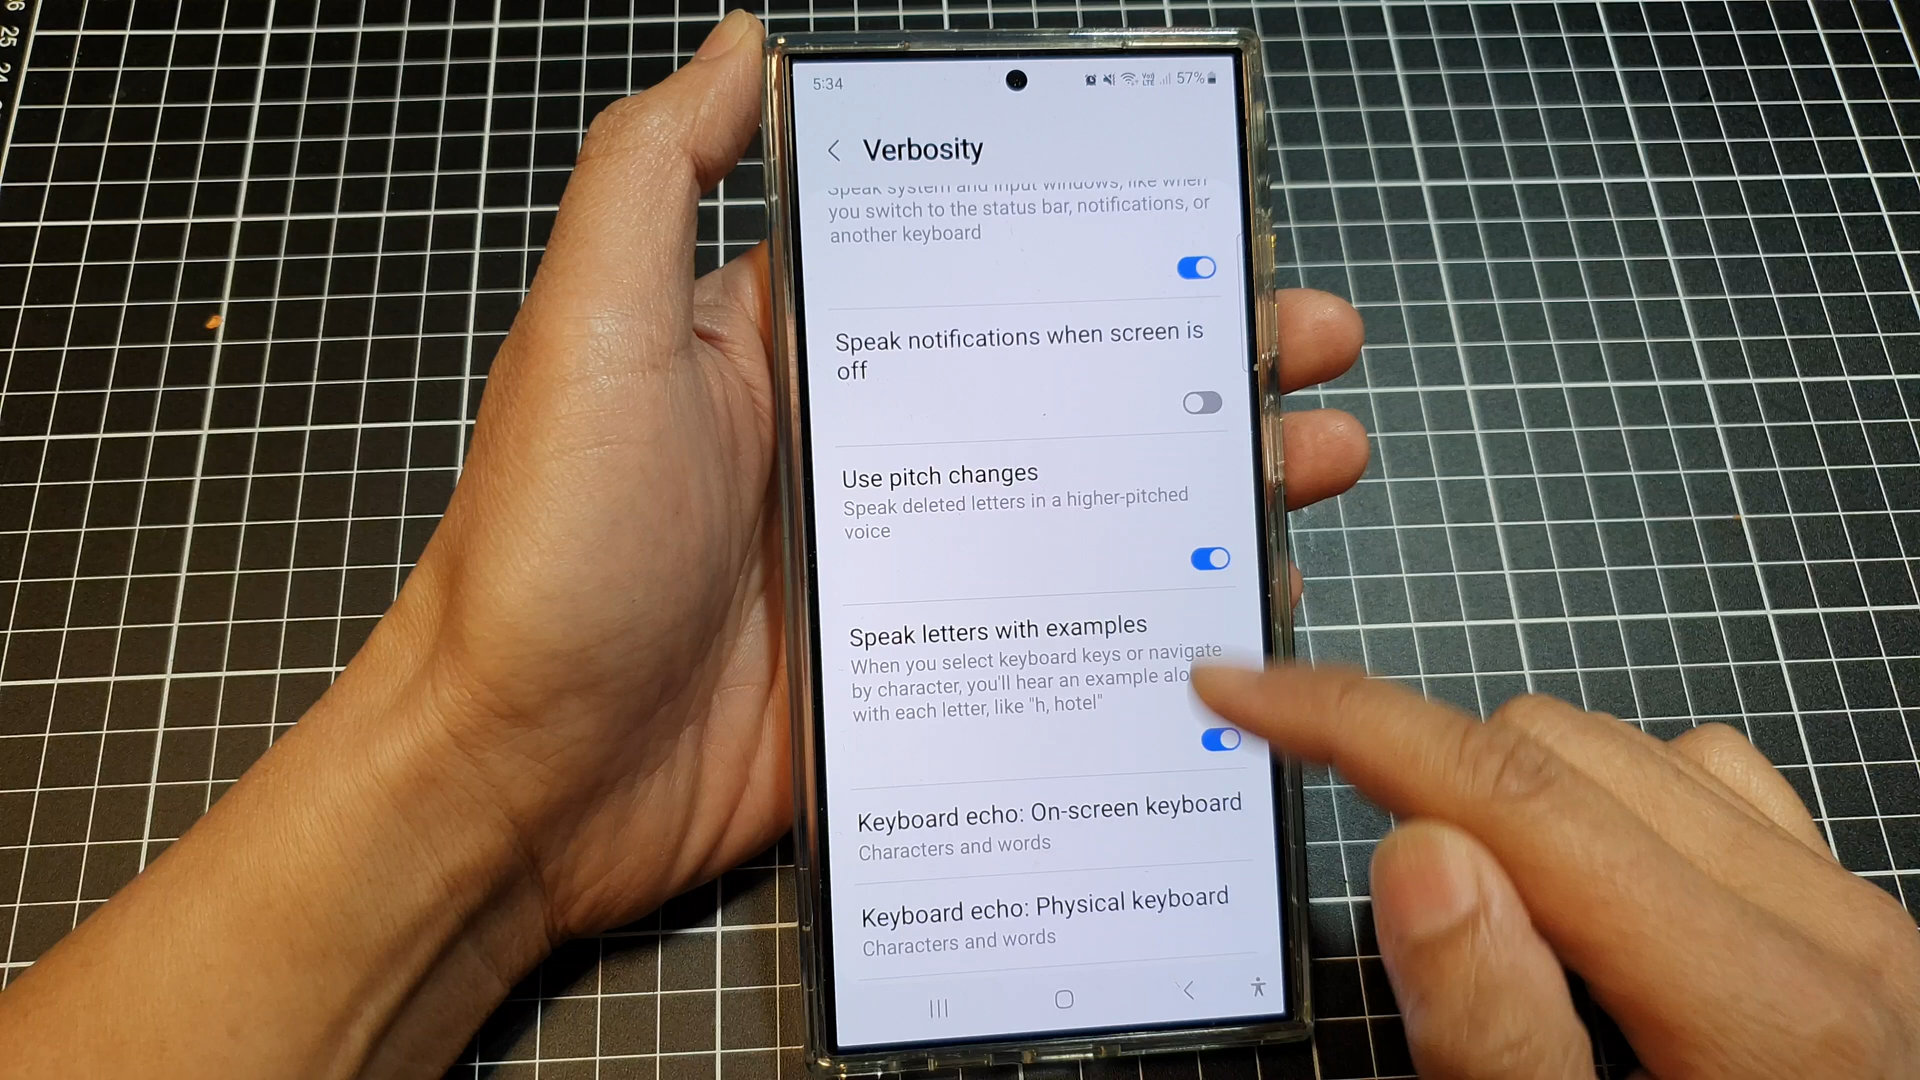 26
25
24
5:34
57%
Verbosity
Speak system and input windows, like when
you switch to the status bar, notifications, or
another keyboard
Speak notifications when screen is
off
Use pitch changes
Speak deleted letters in a higher-pitched
voice
Speak letters with examples
When you select keyboard keys or navigate
by character, you'll hear an example alo
with each letter, like "h, hotel"
Keyboard echo: On-screen keyboard
Characters and words
Keyboard echo: Physical keyboard
Characters and words